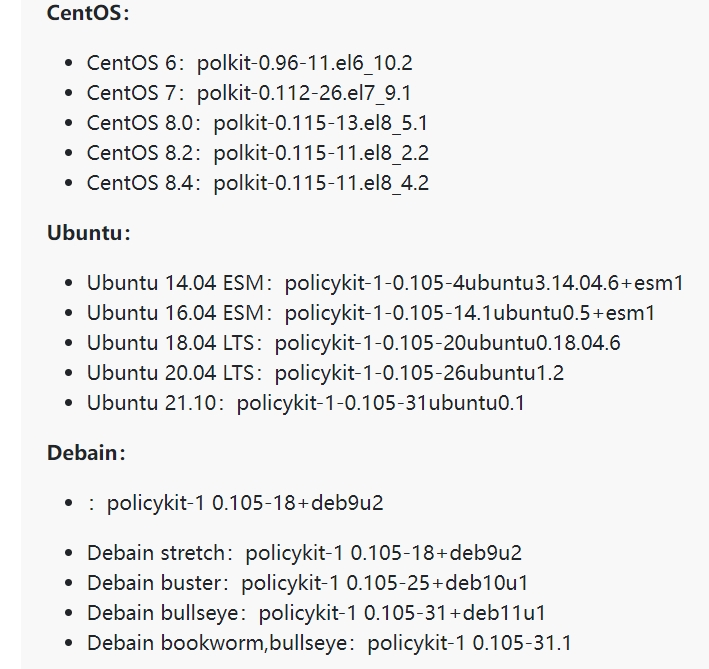 CentOS:
• CentOS 6：polkit-0.96-11.el6_10.2
• CentOS 7：polkit-0.112-26.el7_9.1
• CentOS 8.0：polkit-0.115-13.el8_5.1
• CentOS 8.2：polkit-0.115-11.el8_2.2
• CentOS 8.4：polkit-0.115-11.el8_4.2
Ubuntu:
• Ubuntu 14.04 ESM：policykit-1-0.105-4ubuntu3.14.04.6+esm1
• Ubuntu 16.04 ESM：policykit-1-0.105-14.1ubuntu0.5+esm1
• Ubuntu 18.04 LTS：policykit-1-0.105-20ubuntu0.18.04.6
• Ubuntu 20.04 LTS：policykit-1-0.105-26ubuntu1.2
• Ubuntu 21.10：policykit-1-0.105-31ubuntu0.1
Debain:
• ：policykit-1 0.105-18+deb9u2
• Debain stretch：policykit-1 0.105-18+deb9u2
• Debain buster：policykit-1 0.105-25+deb10u1
• Debain bullseye：policykit-1 0.105-31+deb11u1
• Debain bookworm,bullseye：policykit-1 0.105-31.1